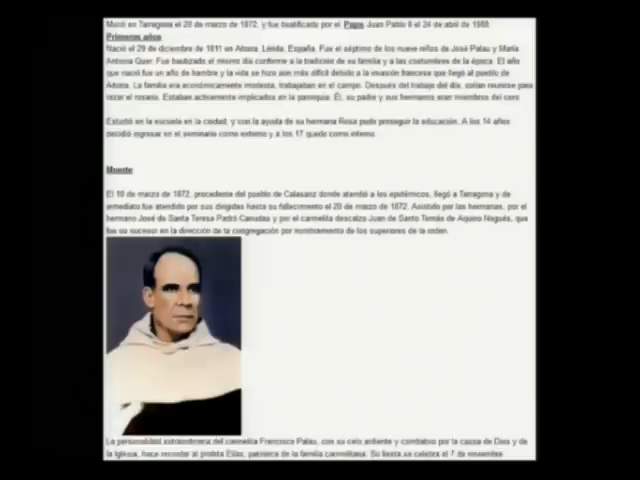 Murió en Tarragona el 20 de marzo de 1872, y fue beatificado por el Papa Juan Pablo II el 24 de abril de 1988
Primeros años
Nació el 29 de diciembre de 1811 en Aitona, Lérida, España. Fue el séptimo de los nueve niños de José Palau y María
Antonia Quer. Fue bautizado el mismo día conforme a la tradición de su familia y a las costumbres de la época. El año
que nació fue un año de hambre y la vida se hizo aún más difícil debido a la invasión francesa que llegó al pueblo de
Aitona. La familia era económicamente modesta, trabajaban en el campo. Después del trabajo del día, solían reunirse para
rezar el rosario. Estaban activamente implicados en la parroquia. Él, su padre y sus hermanos eran miembros del coro
Estudió en la escuela en la ciudad, y con la ayuda de su hermana Rosa pudo proseguir la educación. A los 14 años
decidió ingresar en el seminario como externo y a los 17 quedo como interno
Muerte
El 10 de marzo de 1872, procedente del pueblo de Calasanz donde atendió a los epidémicos, llegó a Tarragona y de
inmediato fue atendido por sus dirigidas hasta su fallecimiento el 20 de marzo de 1872. Asistido por las hermanas, por el
hermano José de Santa Teresa Padró Canudas y por el carmelita descalzo Juan de Santo Tomás de Aquino Nogués, que
fue su sucesor en la dirección de la congregación por nombramiento de los superiores de la orden.
La personalidad extraordinaria del carmelita Francisco Palau, con su celo ardiente y combativo por la causa de Dios y de
la Iglesia, hace recordar al profeta Elías, patriarca de la familia carmelitana. Su fiesta se celebra el 7 de noviembre